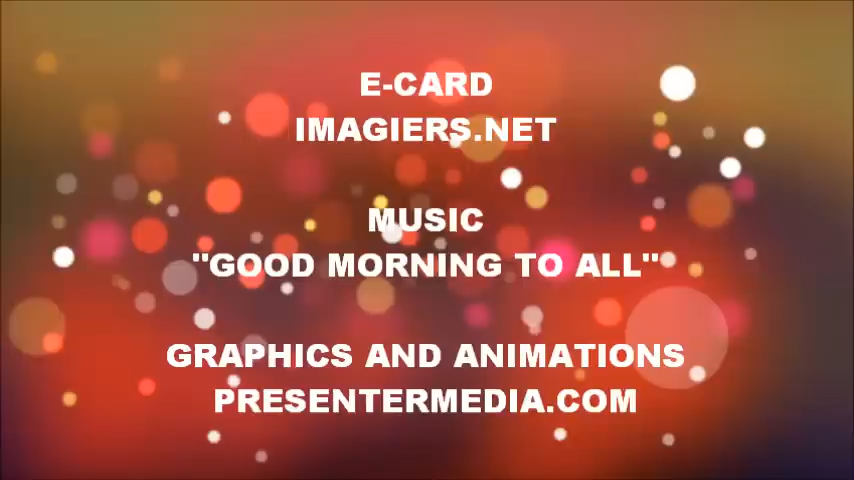 E-CARD
IMAGIERS.NET
MUSIC
"GOOD MORNING TO ALL"
GRAPHICS AND ANIMATIONS
PRESENTERMEDIA.COM